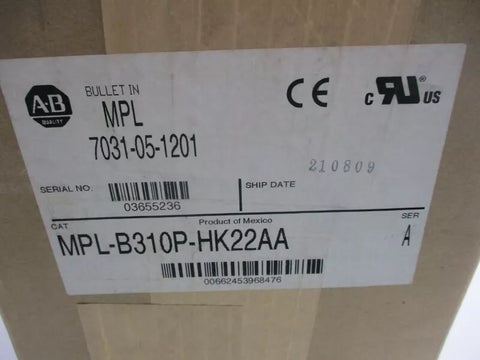 A-B
QUALITY
BULLETIN
MPL
7031-05-1201
CE
c RU US
SERIAL NO.
03655236
SHIP DATE
210809
Product of Mexico
CAT
MPL-B310P-HK22AA
SER
A
00662453968476